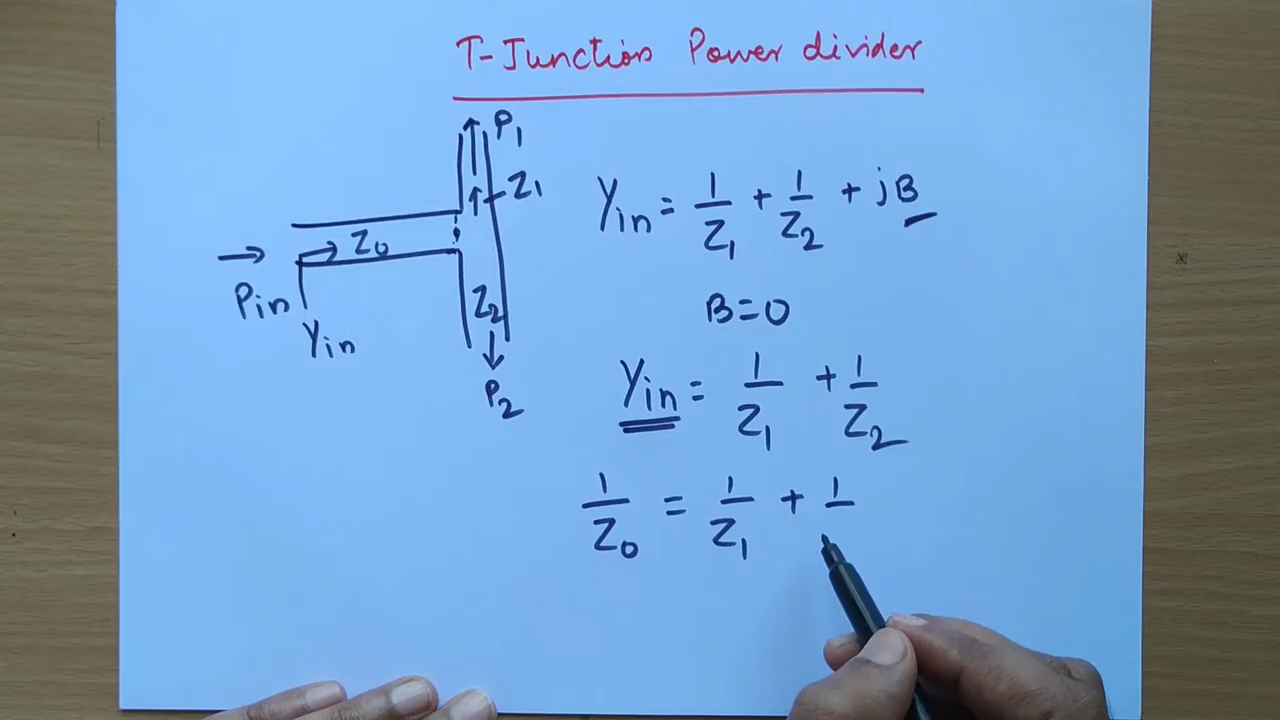 T-Junction Power divider
P1
Z1
Z0
Pin
Yin
Z2
P2
Yin = 1/Z1 + 1/Z2 + jB
B=0
Yin = 1/Z1 + 1/Z2
1/Z0 = 1/Z1 + 1/